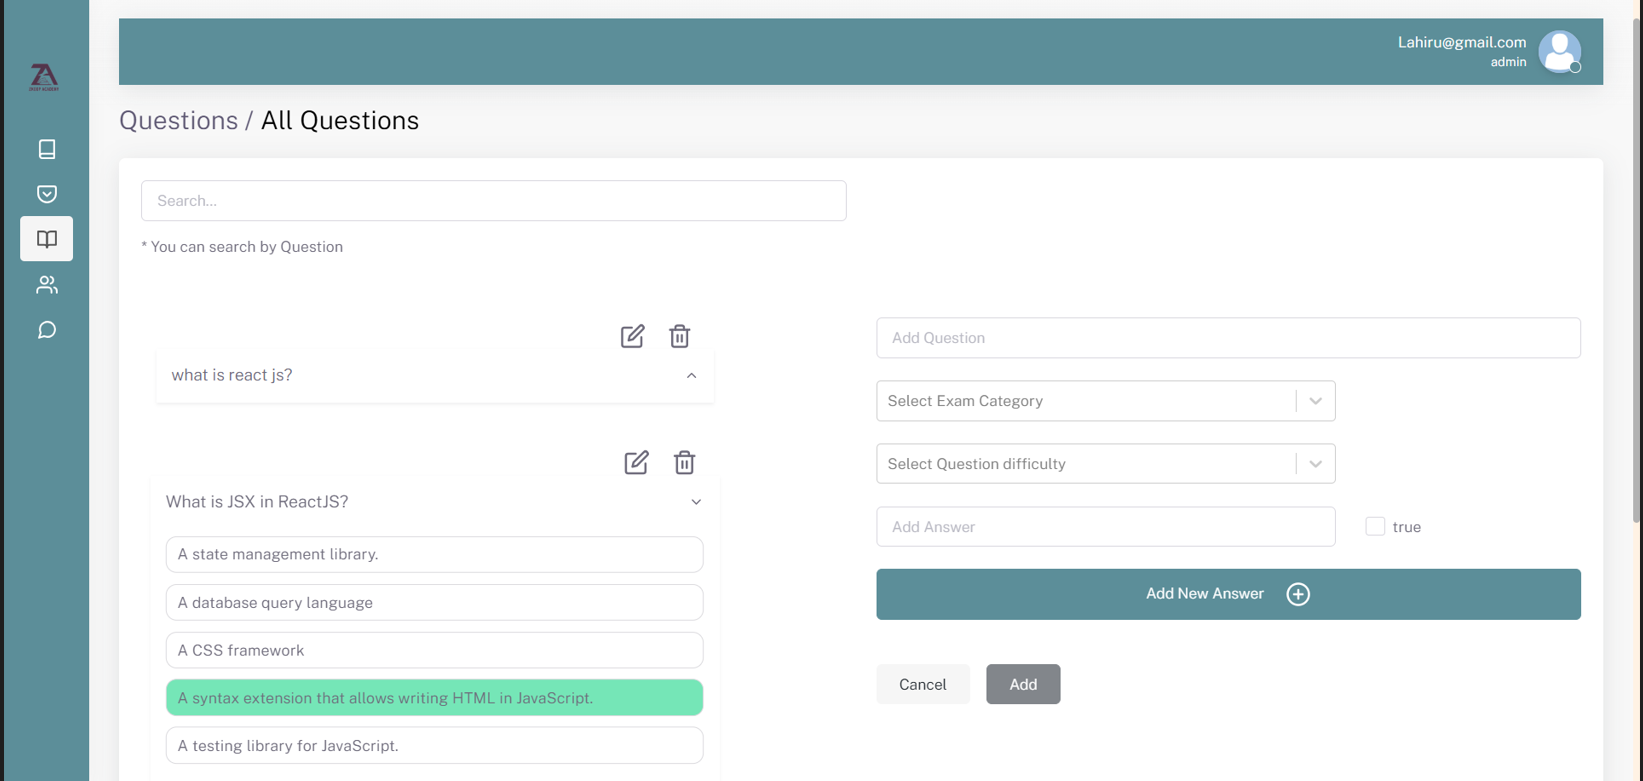 Lahiru@gmail.com
admin
Questions / All Questions
Search...
* You can search by Question
what is react js?
What is JSX in ReactJS?
A state management library.
A database query language
A CSS framework
A syntax extension that allows writing HTML in JavaScript.
A testing library for JavaScript.
Add Question
Select Exam Category
Select Question difficulty
Add Answer
true
Add New Answer
Cancel
Add